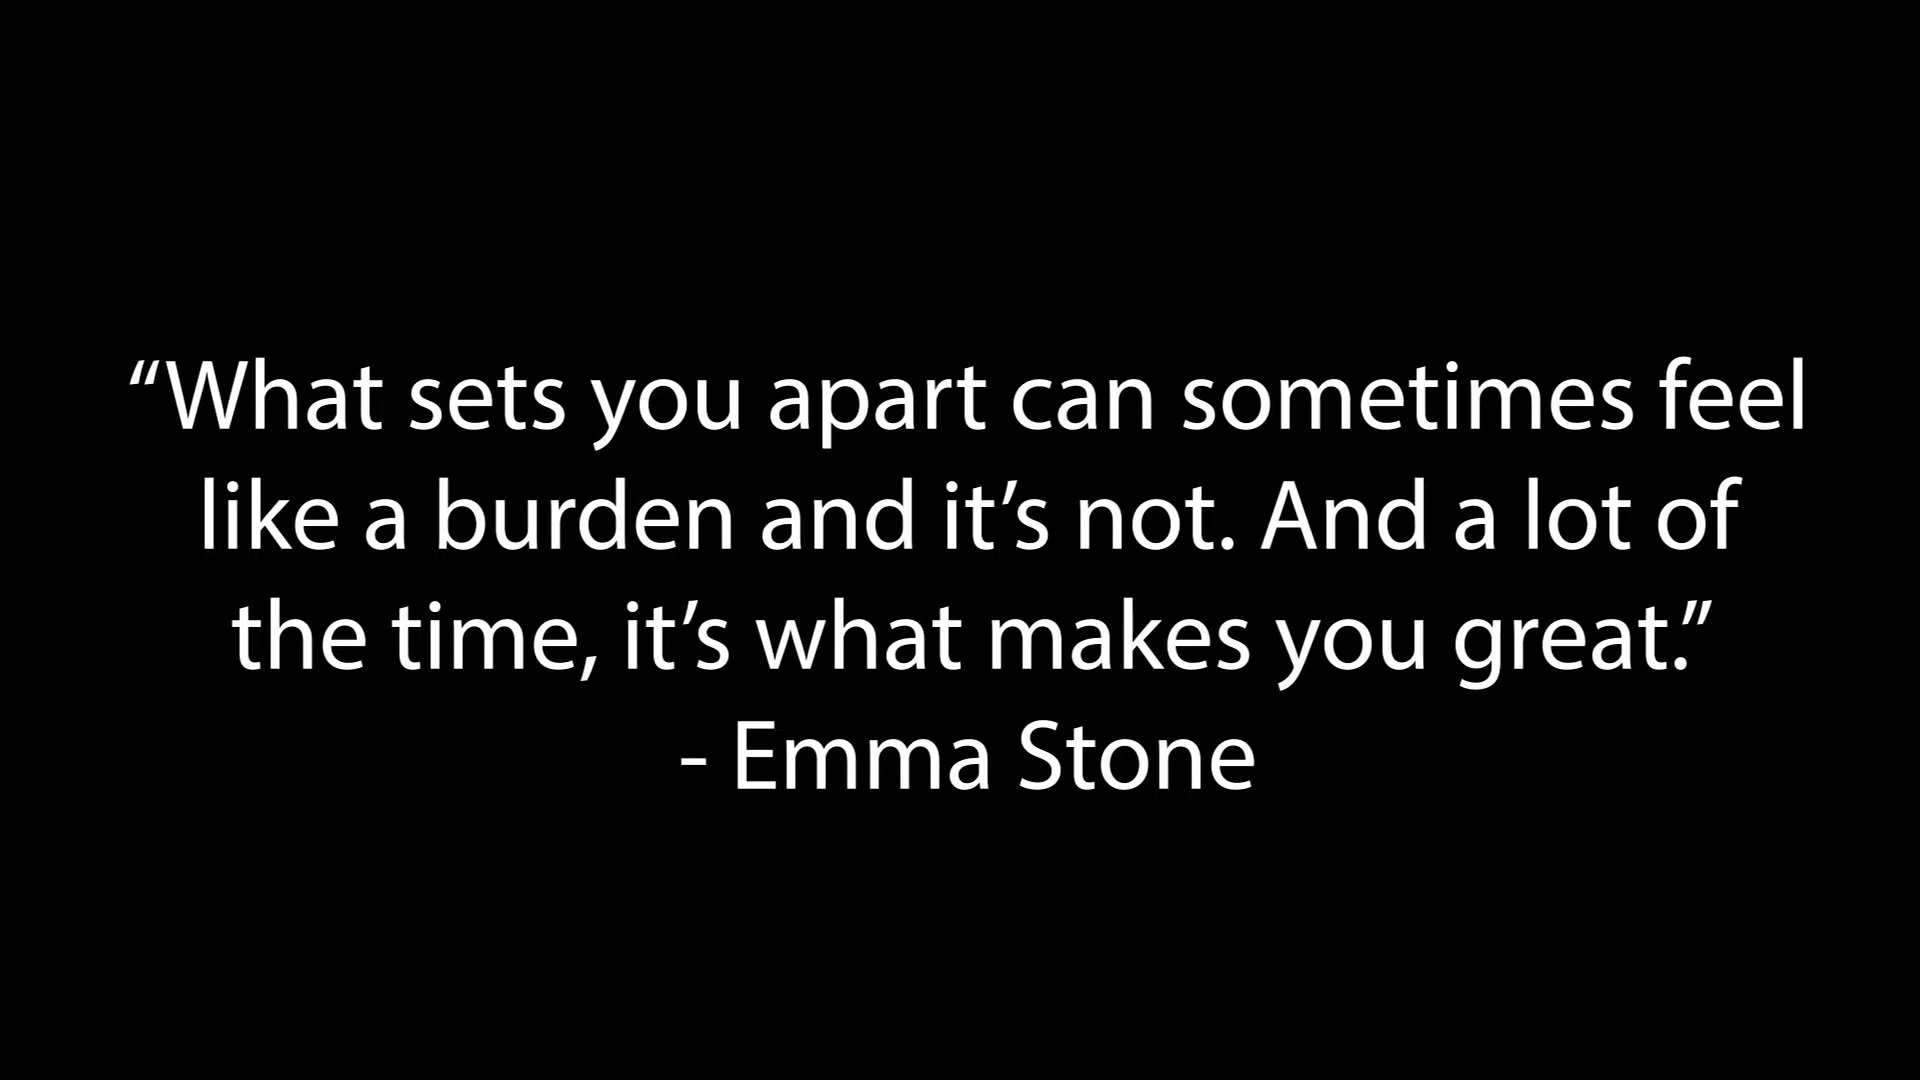 “What sets you apart can sometimes feel
like a burden and it’s not. And a lot of
the time, it’s what makes you great.”
- Emma Stone